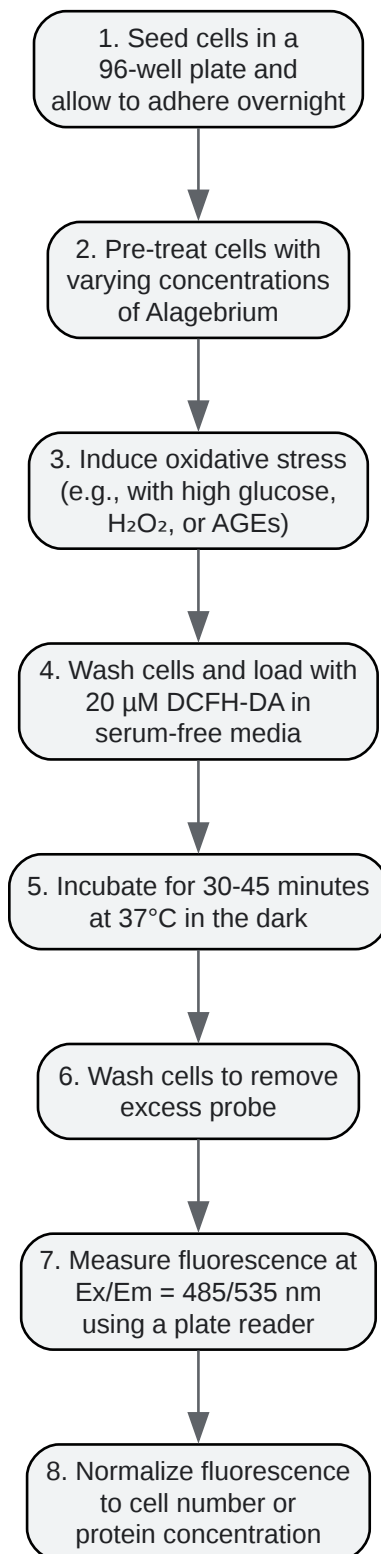 1. Seed cells in a
96-well plate and
allow to adhere overnight
2. Pre-treat cells with
varying concentrations
of Alagebrium
3. Induce oxidative stress
(e.g., with high glucose,
H₂O₂, or AGEs)
4. Wash cells and load with
20 µM DCFH-DA in
serum-free media
5. Incubate for 30-45 minutes
at 37°C in the dark
6. Wash cells to remove
excess probe
7. Measure fluorescence at
Ex/Em = 485/535 nm
using a plate reader
8. Normalize fluorescence
to cell number or
protein concentration